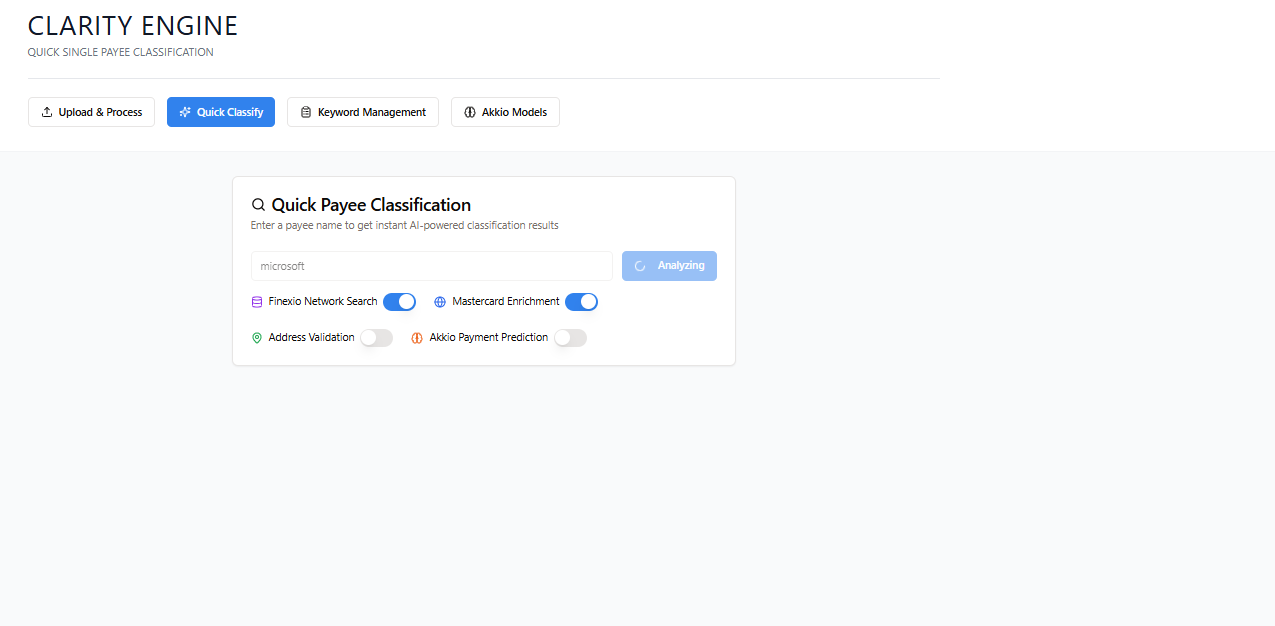 CLARITY ENGINE
QUICK SINGLE PAYEE CLASSIFICATION
Upload & Process Quick Classify Keyword Management Akkio Models
Quick Payee Classification
Enter a payee name to get instant AI-powered classification results
microsoft Analyzing
Finexio Network Search Mastercard Enrichment
Address Validation Akkio Payment Prediction